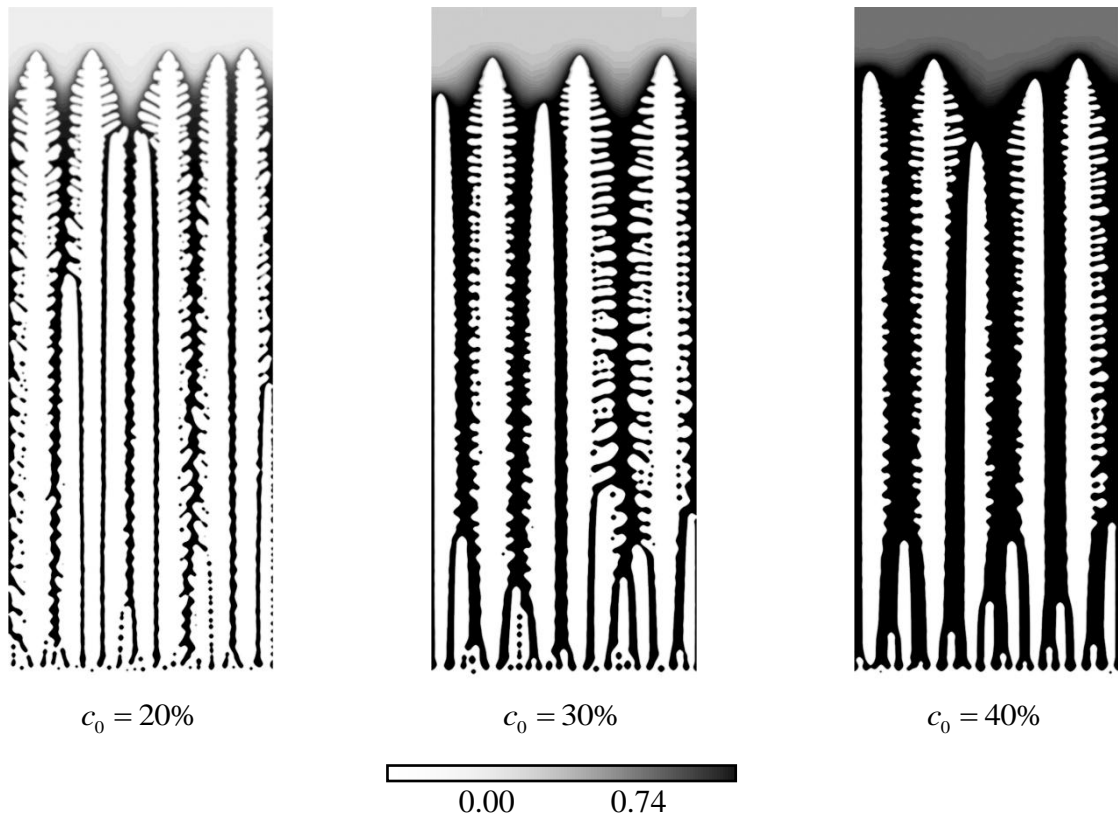 c₀ = 20%
c₀ = 30%
c₀ = 40%
0.00 0.74